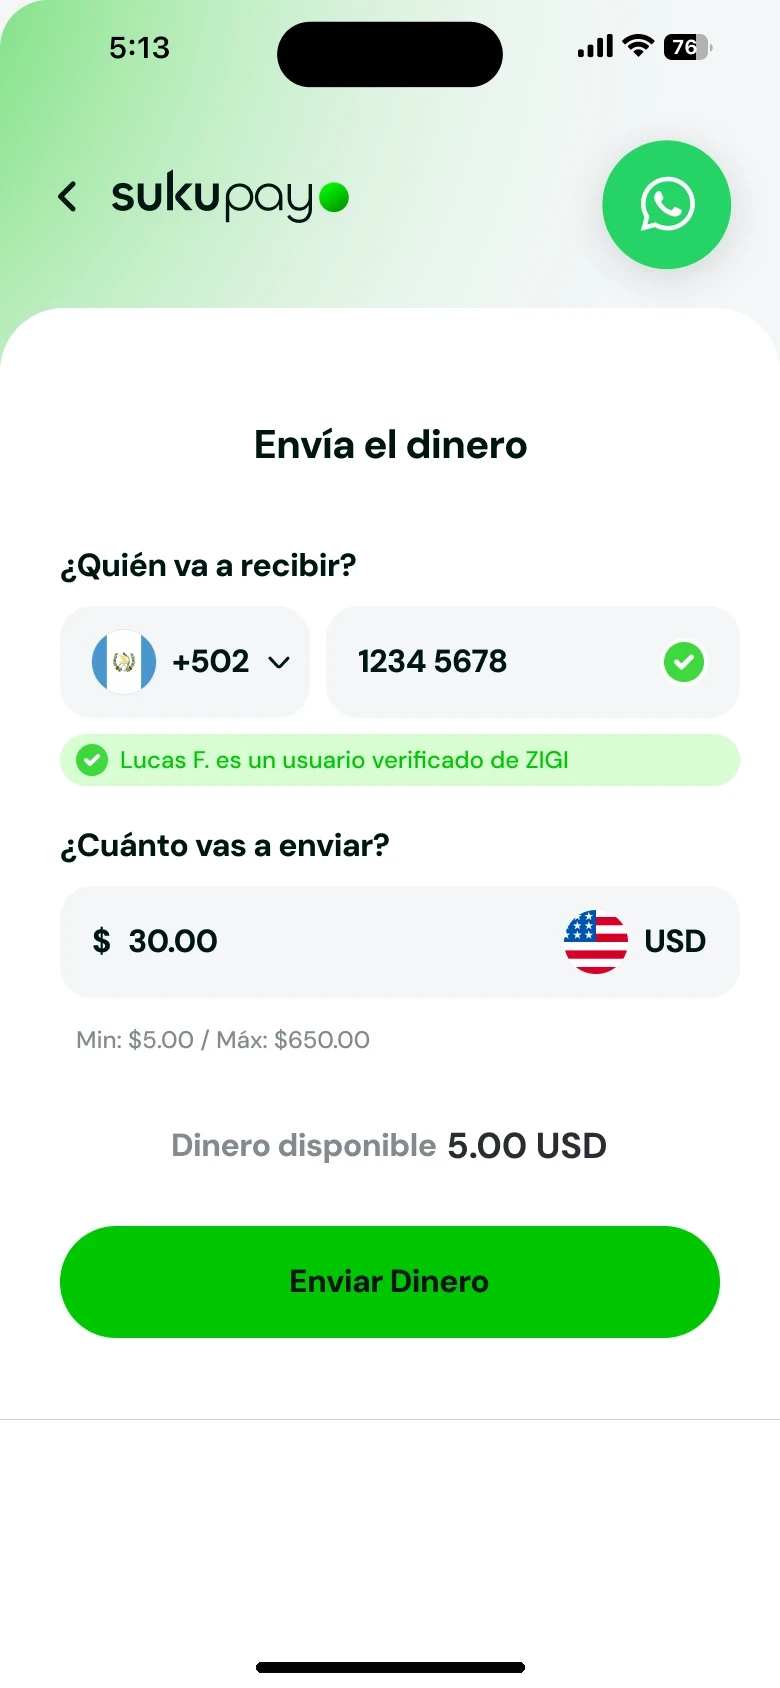 5:13
76
sukupay
Envía el dinero
¿Quién va a recibir?
+502
1234 5678
Lucas F. es un usuario verificado de ZIGI
¿Cuánto vas a enviar?
$ 30.00
USD
Min: $5.00 / Máx: $650.00
Dinero disponible 5.00 USD
Enviar Dinero